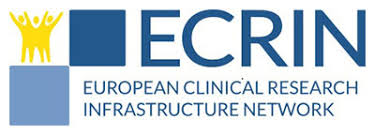 ECRIN
EUROPEAN CLINICAL RESEARCH
INFRASTRUCTURE NETWORK